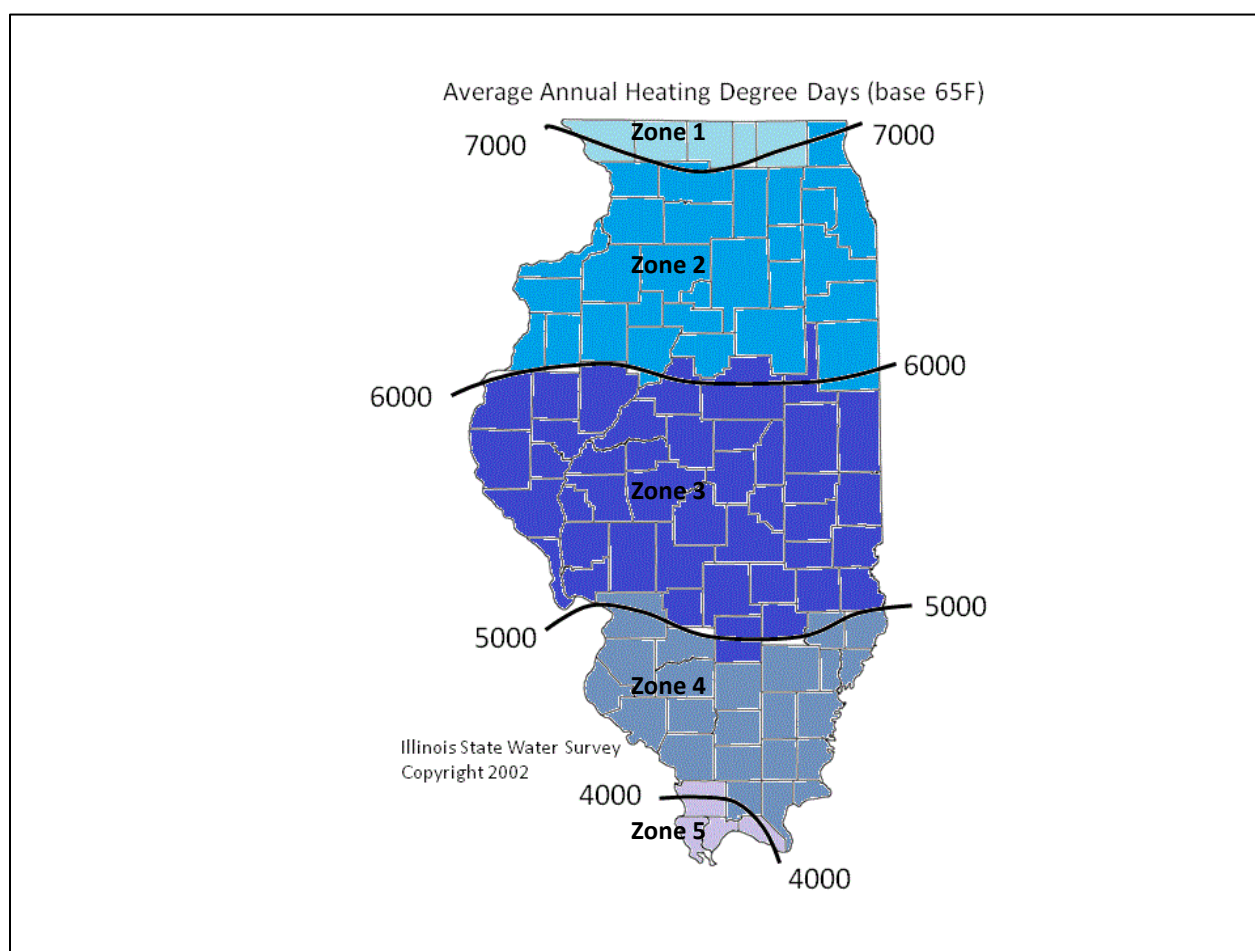 Average Annual Heating Degree Days (base 65F)
Zone 1
7000
7000
Zone 2
6000
6000
Zone 3
5000
5000
Zone 4
Illinois State Water Survey
Copyright 2002
4000
Zone 5
4000